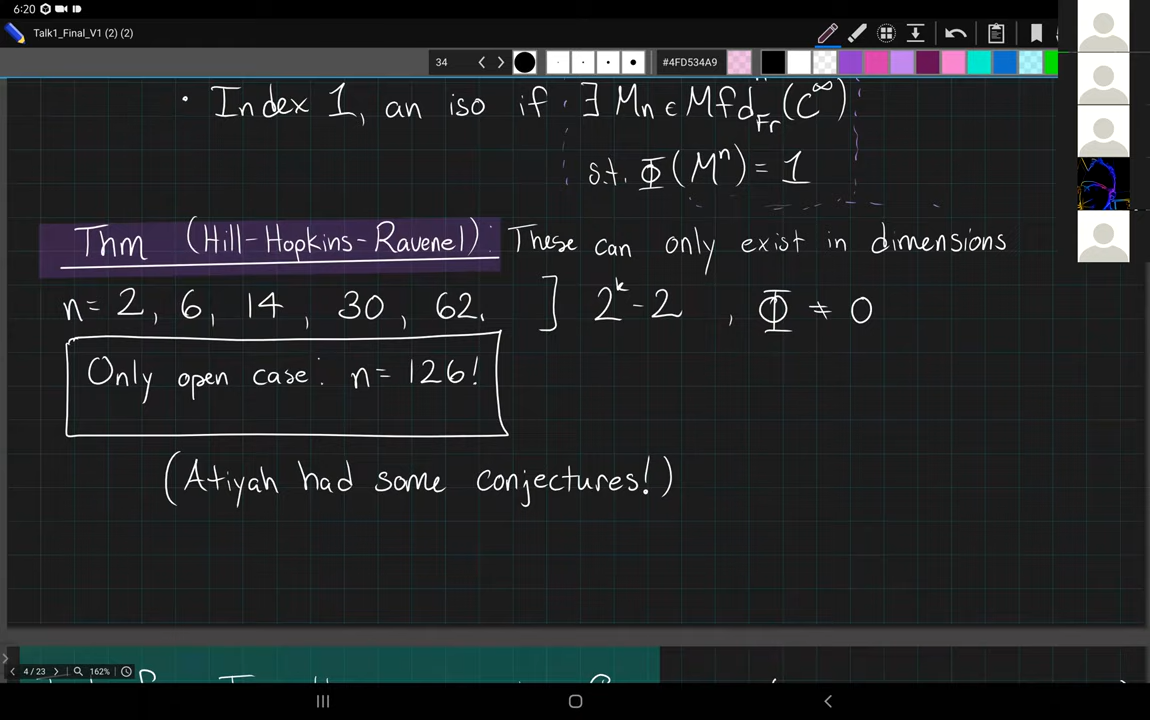 6:20
Talk1_Final_V1 (2) (2)
34
#4FD534A9
• Index 1, an iso if ∃ Mn ∈ Mfd_Fr (C^∞)
s.t. Φ(M^n) = 1
Thm (Hill-Hopkins-Ravenel): These can only exist in dimensions
n= 2, 6, 14, 30, 62. ] 2^k - 2, Φ ≠ 0
Only open case: n= 126!
(Atiyah had some conjectures!)
4 / 23
162%